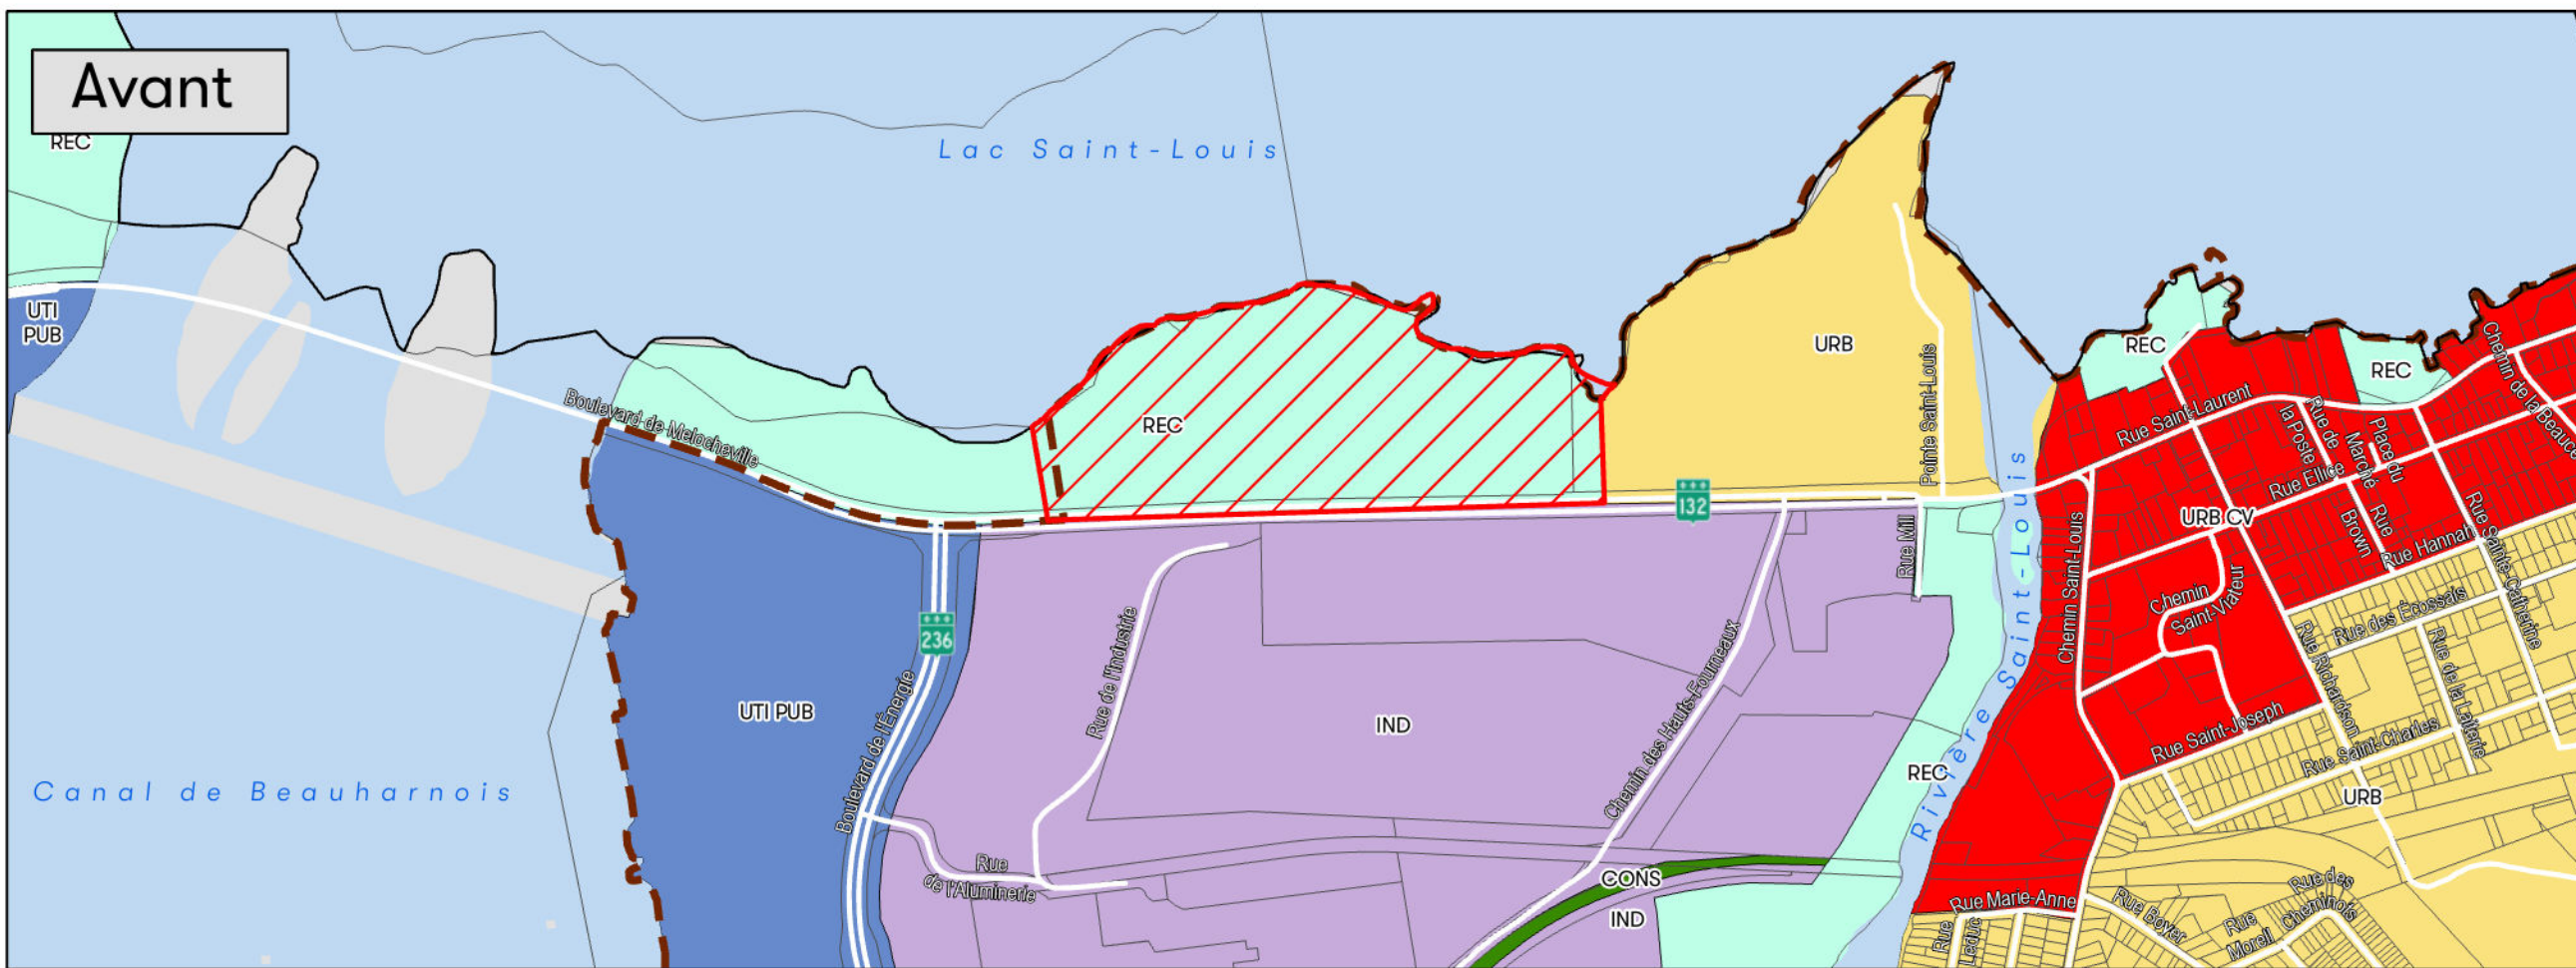 Avant
REC
Lac Saint-Louis
UTI
PUB
URB
REC
REC
REC
Boulevard de Melocheville
Pointe Saint-Louis
132
Rue Saint-Laurent
Rue de
la Poste
Place du
Marché
Chemin de la Beauce
Rue Ellice
URB CV
Rue
Brown
Rue Hannah
Rue Sainte-Catherine
Rue Mill
Rivière Saint-Louis
Chemin Saint-Louis
Chemin
Saint-Viateur
Rue des Écossais
Rue Richardson
Rue de la Laiterie
236
Rue de l'Industrie
Chemin des Hauts-Fourneaux
Boulevard de l'Énergie
UTI PUB
IND
REC
Rue Saint-Joseph
Rue Saint-Charles
URB
Canal de Beauharnois
Rue
de l'Aluminerie
CONS
IND
Rue Marie-Anne
Rue
Leduc
Rue Boyer
Rue
Morell
Rue des
Cheminots